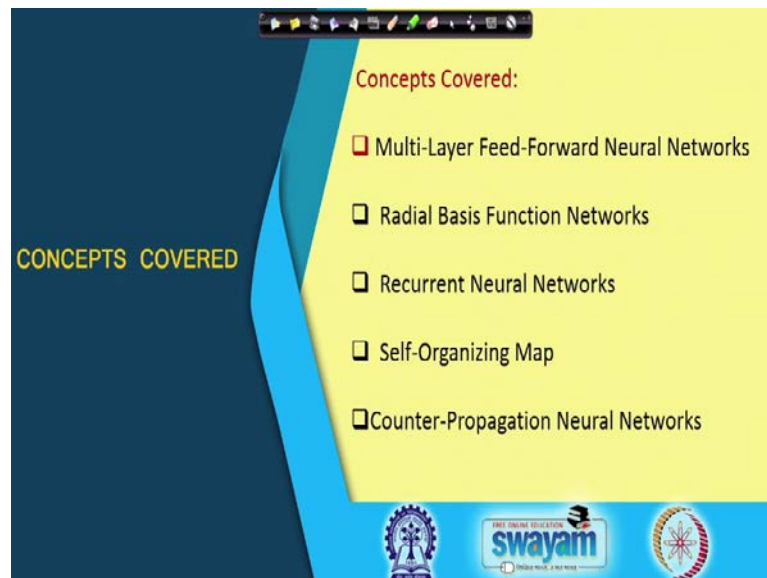 Concepts Covered:
Multi-Layer Feed-Forward Neural Networks
Radial Basis Function Networks
CONCEPTS COVERED
Recurrent Neural Networks
Self-Organizing Map
Counter-Propagation Neural Networks
FREE ONLINE EDUCATION
swayam